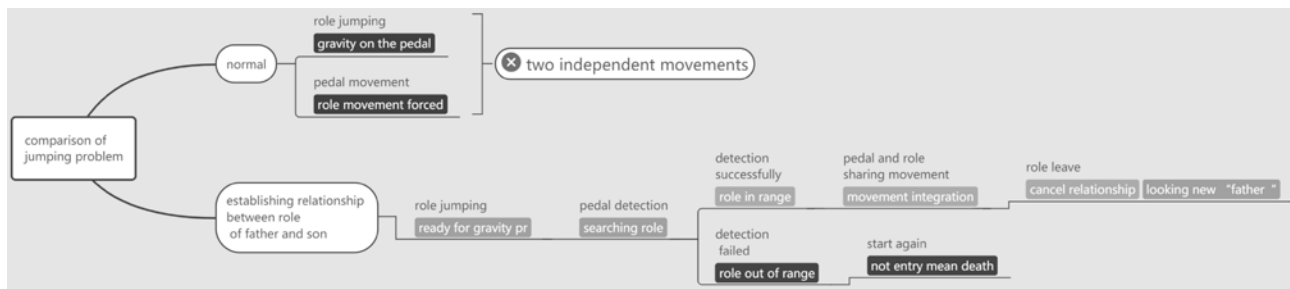 role jumping
gravity on the pedal
normal
two independent movements
pedal movement
role movement forced
comparison of
jumping problem
establishing relationship
between role
of father and son
role jumping
ready for gravity pr
pedal detection
searching role
detection
successfully
role in range
pedal and role
sharing movement
movement integration
role leave
cancel relationship
looking new “father ”
detection
failed
role out of range
start again
not entry mean death